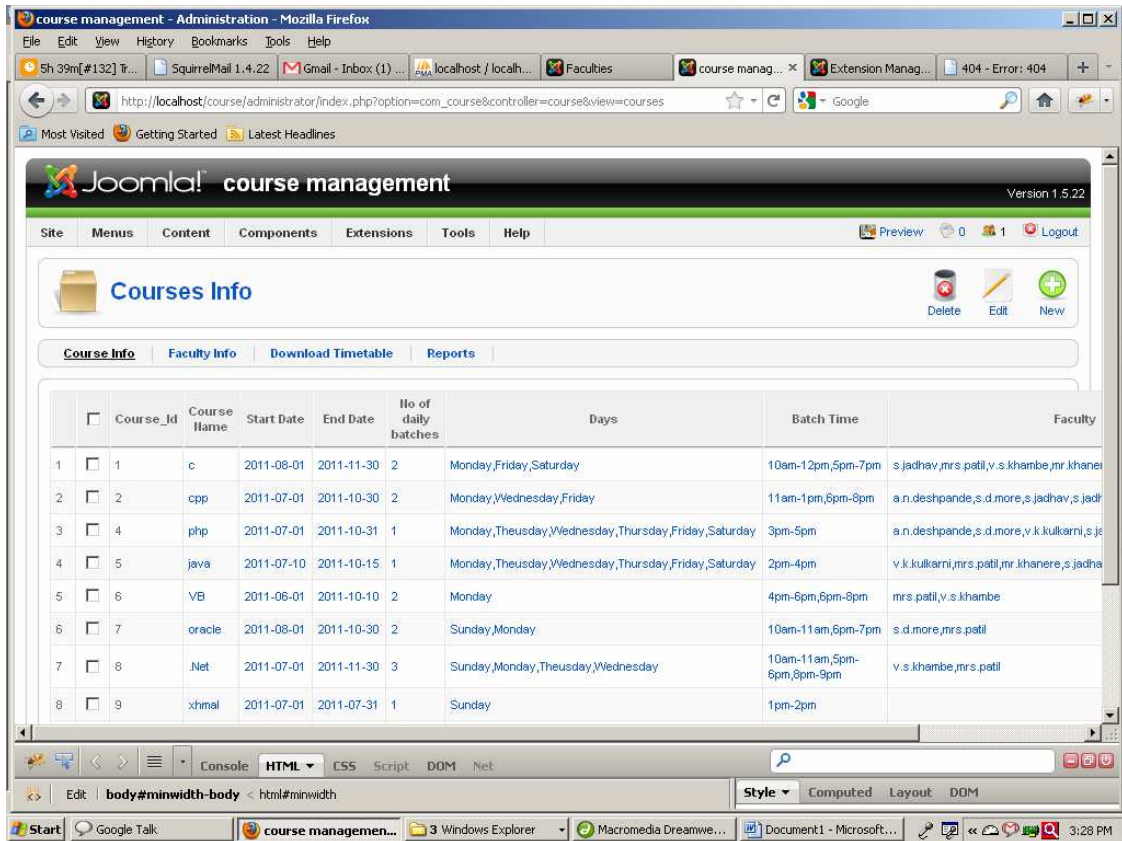 course management - Administration - Mozilla Firefox
File Edit View History Bookmarks Tools Help
5h 39m[#132] Tr... SquirrelMail 1.4.22 Gmail - Inbox (1) ... localhost / localh... Faculties course manag... Extension Manag... 404 - Error: 404
http://localhost/course/administrator/index.php?option=com_course&controller=course&view=courses Google
Most Visited Getting Started Latest Headlines
Joomla! course management
Version 1.5.22
Site Menus Content Components Extensions Tools Help Preview 0 1 Logout
Courses Info
Delete Edit New
Course Info Faculty Info Download Timetable Reports
Course_Id Course Name Start Date End Date No of daily batches Days Batch Time Faculty
1 1 c 2011-08-01 2011-11-30 2 Monday,Friday,Saturday 10am-12pm,5pm-7pm s.jadhav,mrs.patil,v.s.khambe,mr.khaner
2 2 cpp 2011-07-01 2011-10-30 2 Monday,Wednesday,Friday 11am-1pm,6pm-8pm a.n.deshpande,s.d.more,s.jadhav,s.jadh
3 4 php 2011-07-01 2011-10-31 1 Monday,Theusday,Wednesday,Thursday,Friday,Saturday 3pm-5pm a.n.deshpande,s.d.more,v.k.kulkarni,s.ja
4 5 java 2011-07-10 2011-10-15 1 Monday,Theusday,Wednesday,Thursday,Friday,Saturday 2pm-4pm v.k.kulkarni,mrs.patil,mr.khanere,s.jadha
5 6 VB 2011-06-01 2011-10-10 2 Monday 4pm-6pm,6pm-8pm mrs.patil,v.s.khambe
6 7 oracle 2011-08-01 2011-10-30 2 Sunday,Monday 10am-11am,6pm-7pm s.d.more,mrs.patil
7 8 .Net 2011-07-01 2011-11-30 3 Sunday,Monday,Theusday,Wednesday 10am-11am,5pm-6pm,8pm-9pm v.s.khambe,mrs.patil
8 9 xhmal 2011-07-01 2011-07-31 1 Sunday 1pm-2pm
Console HTML CSS Script DOM Net
Edit body#minwidth-body < html#minwidth Style Computed Layout DOM
Start Google Talk course managemen... 3 Windows Explorer Macromedia Dreamwe... Document1 - Microsoft... 3:28 PM